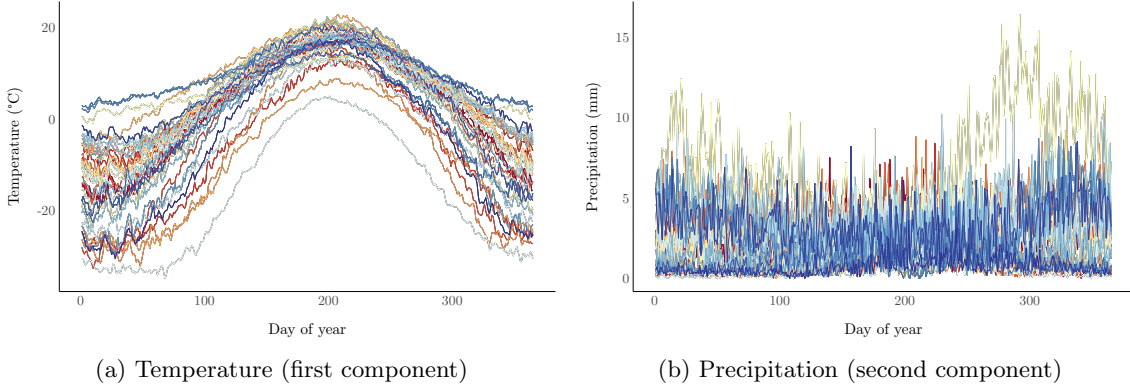 20
0
-20
Temperature (°C)
0
100
200
300
Day of year
(a) Temperature (first component)
15
10
5
0
Precipitation (mm)
0
100
200
300
Day of year
(b) Precipitation (second component)